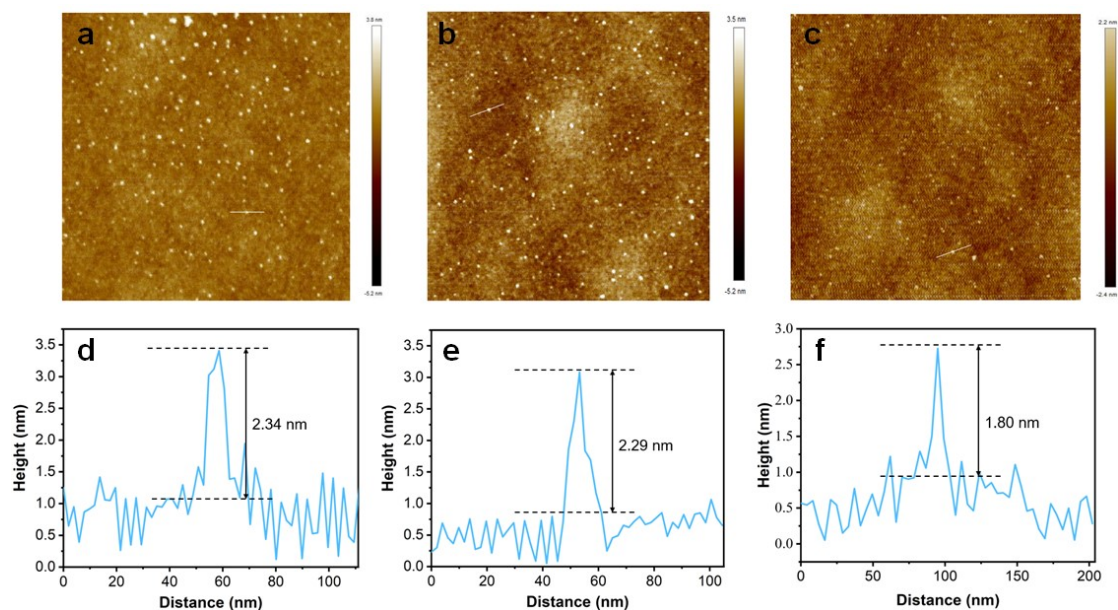 a
3.8 nm
-5.2 nm
b
3.5 nm
-5.2 nm
c
2.2 nm
-2.4 nm
d
Height (nm)
3.5
3.0
2.5
2.0
1.5
1.0
0.5
0.0
2.34 nm
0 20 40 60 80 100
Distance (nm)
e
Height (nm)
3.5
3.0
2.5
2.0
1.5
1.0
0.5
0.0
2.29 nm
0 20 40 60 80 100
Distance (nm)
f
Height (nm)
3.0
2.5
2.0
1.5
1.0
0.5
0.0
1.80 nm
0 50 100 150 200
Distance (nm)